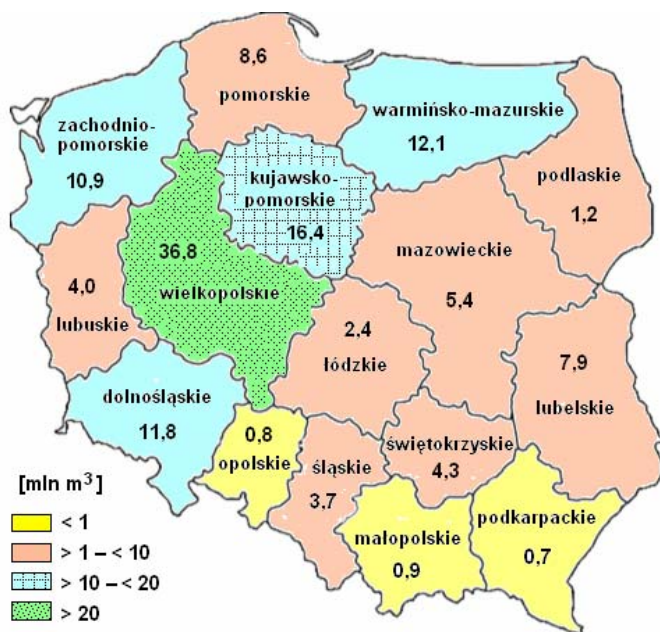 8,6
pomorskie
zachodnio-
pomorskie
10,9
warmińsko-mazurskie
12,1
kujawsko-
pomorskie
16,4
podlaskie
1,2
36,8
wielkopolskie
mazowieckie
5,4
4,0
lubuskie
2,4
łódzkie
7,9
lubelskie
dolnośląskie
11,8
0,8
opolskie
śląskie
3,7
świętokrzyskie
4,3
małopolskie
0,9
podkarpackie
0,7
[mln m³]
< 1
> 1 – < 10
> 10 – < 20
> 20